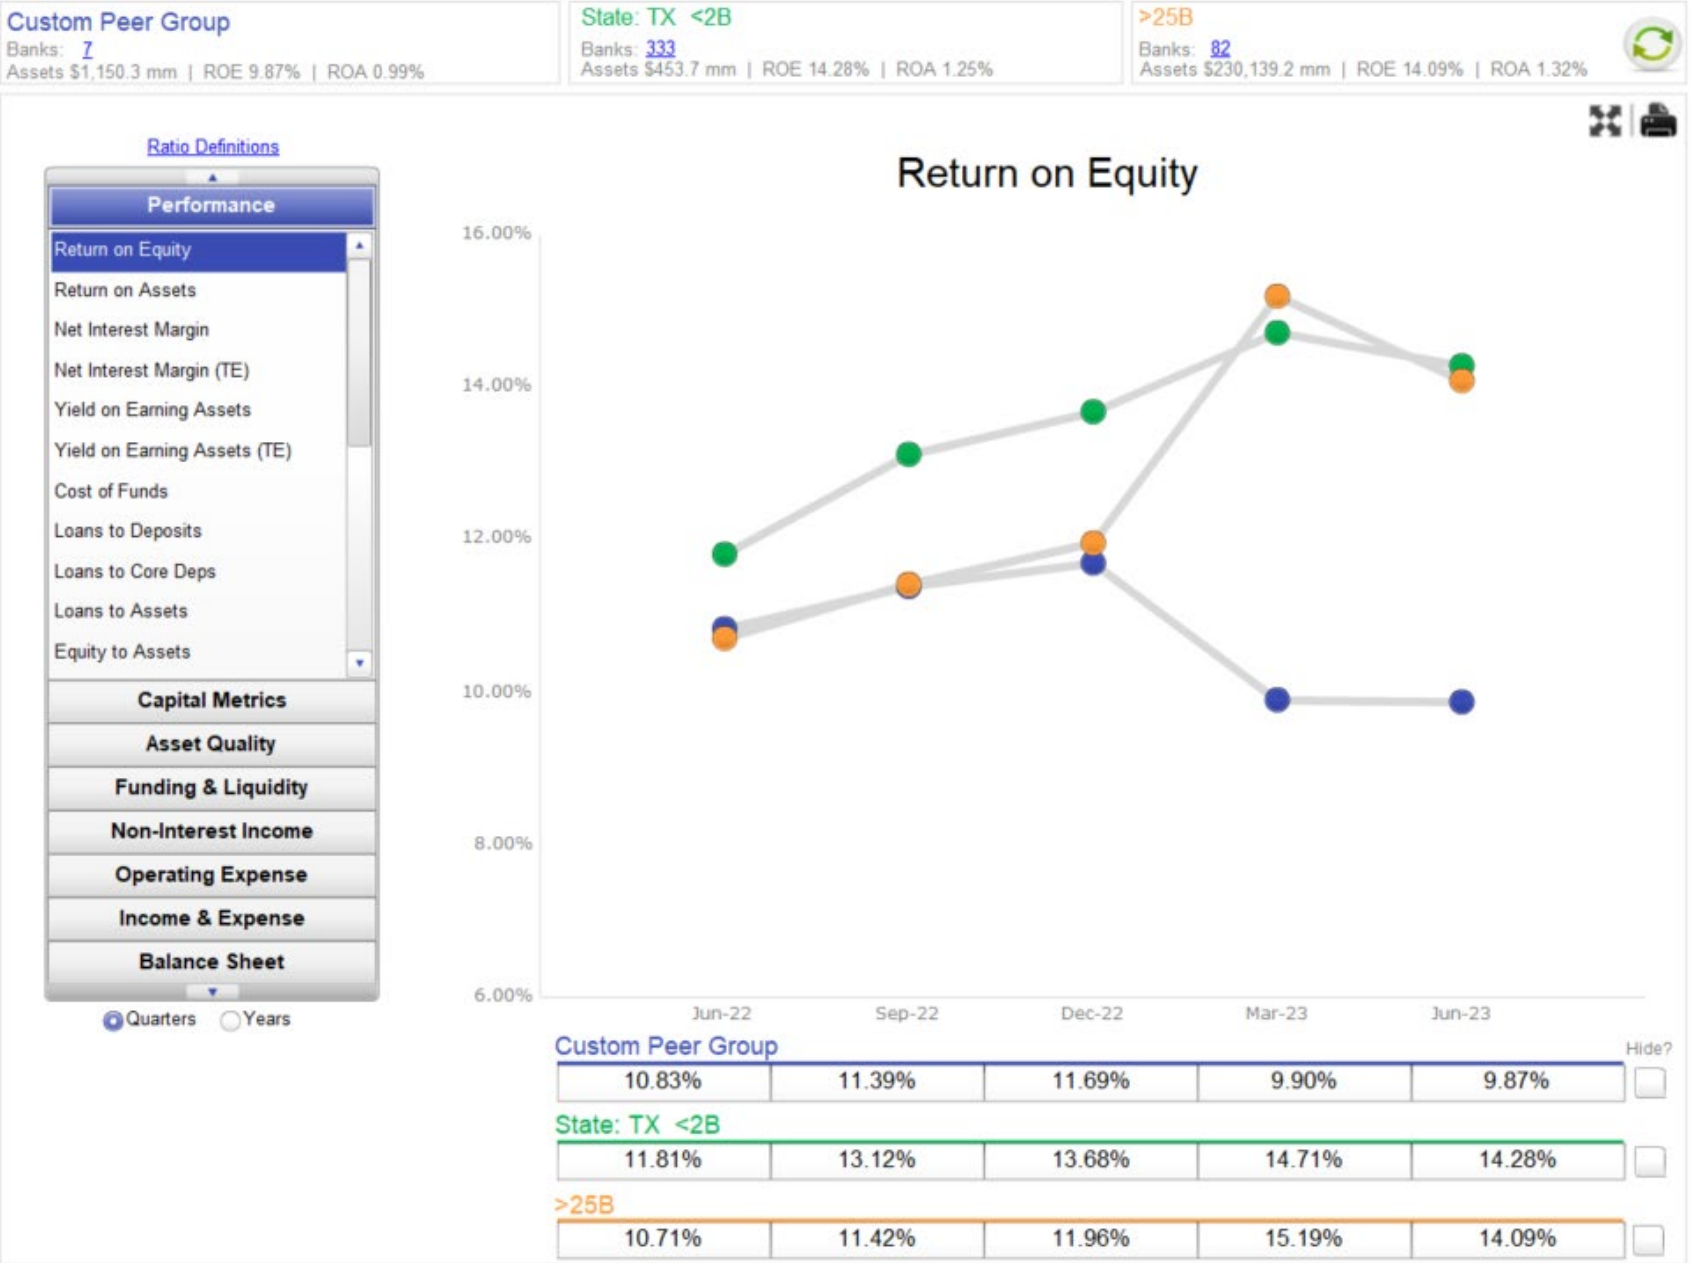 Custom Peer Group
Banks: 7
Assets $1,150.3 mm | ROE 9.87% | ROA 0.99%
State: TX <2B
Banks: 333
Assets $453.7 mm | ROE 14.28% | ROA 1.25%
>25B
Banks: 82
Assets $230,139.2 mm | ROE 14.09% | ROA 1.32%
Ratio Definitions
Performance
Return on Equity
Return on Assets
Net Interest Margin
Net Interest Margin (TE)
Yield on Earning Assets
Yield on Earning Assets (TE)
Cost of Funds
Loans to Deposits
Loans to Core Deps
Loans to Assets
Equity to Assets
Capital Metrics
Asset Quality
Funding & Liquidity
Non-Interest Income
Operating Expense
Income & Expense
Balance Sheet
Quarters Years
Return on Equity
16.00%
14.00%
12.00%
10.00%
8.00%
6.00%
Jun-22 Sep-22 Dec-22 Mar-23 Jun-23
Custom Peer Group Hide?
10.83% 11.39% 11.69% 9.90% 9.87%
State: TX <2B
11.81% 13.12% 13.68% 14.71% 14.28%
>25B
10.71% 11.42% 11.96% 15.19% 14.09%